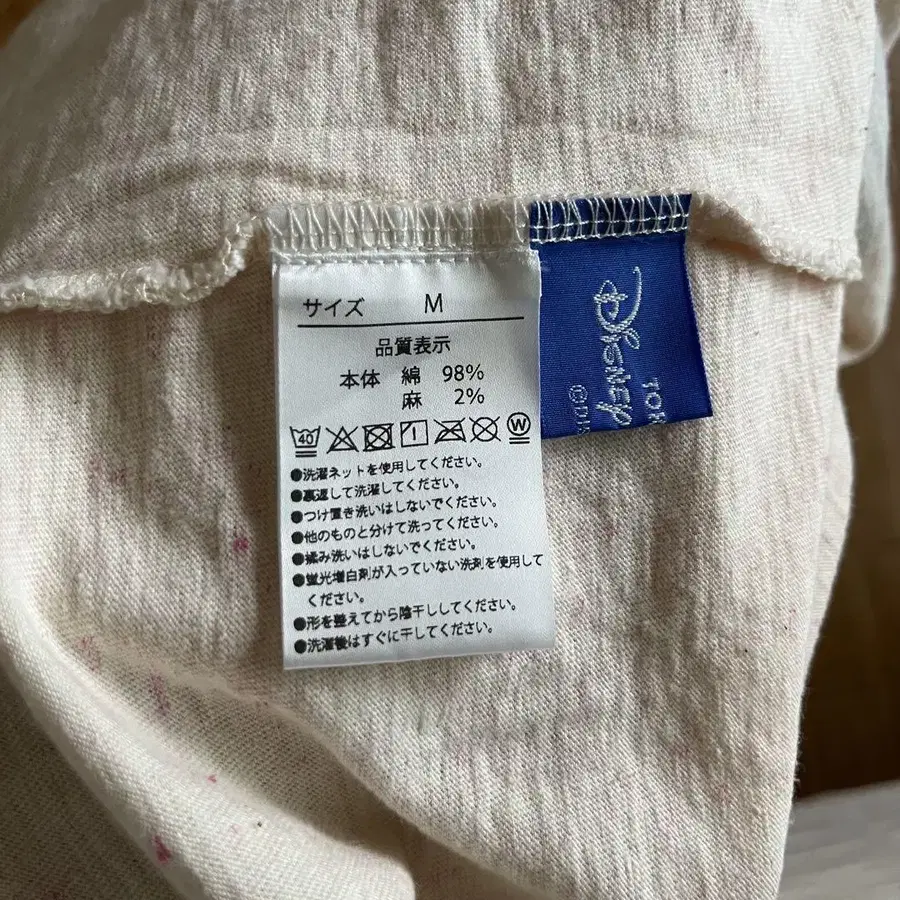 サイズ M
品質表示
本体 綿 98%
麻 2%
40 W
●洗濯ネットを使用してください。
●裏返して洗濯してください。
●つけ置き洗いはしないでください。
●他のものと分けて洗ってください。
●揉み洗いはしないでください。
●蛍光増白剤が入っていない洗剤を使用して
ください。
●形を整えてから陰干ししてください。
●洗濯後はすぐに干してください。
Disney
TO
©DI